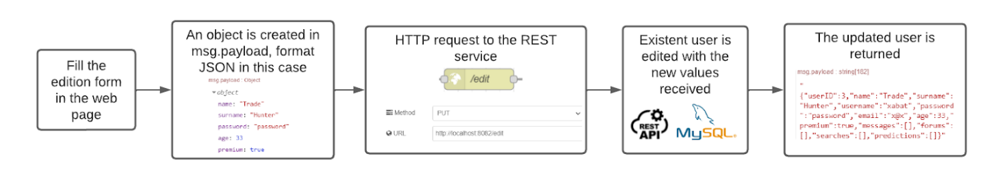 Fill the
edition form
in the web
page
An object is created in
msg.payload, format
JSON in this case
msg.payload : Object
object
name: "Trade"
surname: "Hunter"
password: "password"
age: 33
premium: true
HTTP request to the REST
service
/edit
Method
PUT
URL
http://localhost:8082/edit
Existent user is
edited with the
new values
received
REST
API
MySQL
The updated user is
returned
msg.payload : string[182]
"
{"userID":3,"name":"Trade","surname":
"Hunter","username":"xabat","password
":"password","email":"x@x","age":33,"
premium":true,"messages":[],"forums":
[],"searches":[],"predictions":[]}"